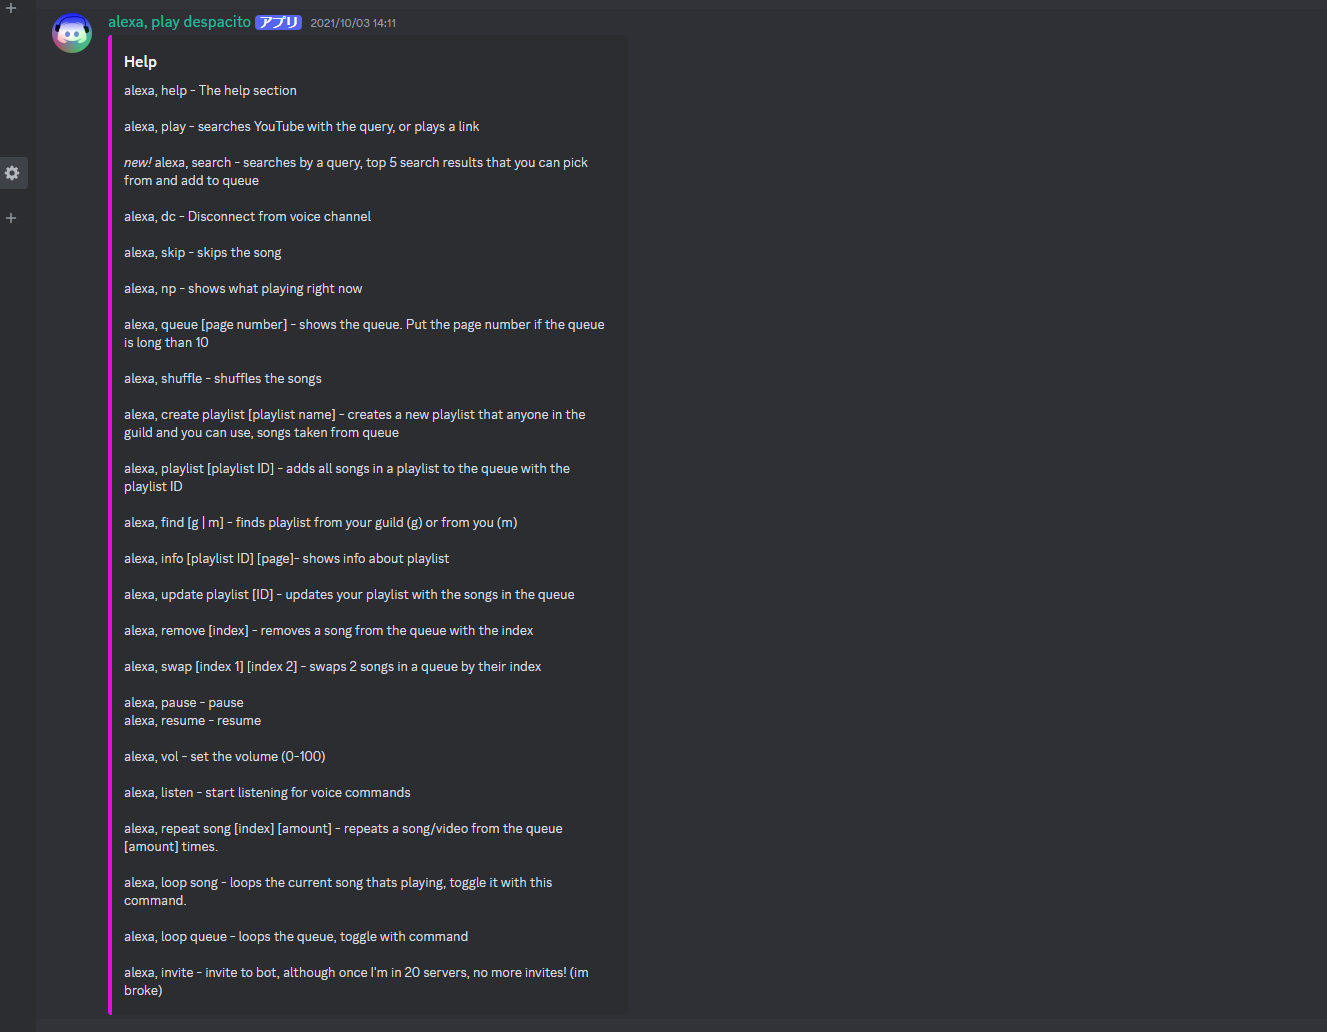 alexa, play despacito アプリ 2021/10/03 14:11
Help
alexa, help - The help section
alexa, play - searches YouTube with the query, or plays a link
new! alexa, search - searches by a query, top 5 search results that you can pick
from and add to queue
alexa, dc - Disconnect from voice channel
alexa, skip - skips the song
alexa, np - shows what playing right now
alexa, queue [page number] - shows the queue. Put the page number if the queue
is long than 10
alexa, shuffle - shuffles the songs
alexa, create playlist [playlist name] - creates a new playlist that anyone in the
guild and you can use, songs taken from queue
alexa, playlist [playlist ID] - adds all songs in a playlist to the queue with the
playlist ID
alexa, find [g | m] - finds playlist from your guild (g) or from you (m)
alexa, info [playlist ID] [page]- shows info about playlist
alexa, update playlist [ID] - updates your playlist with the songs in the queue
alexa, remove [index] - removes a song from the queue with the index
alexa, swap [index 1] [index 2] - swaps 2 songs in a queue by their index
alexa, pause - pause
alexa, resume - resume
alexa, vol - set the volume (0-100)
alexa, listen - start listening for voice commands
alexa, repeat song [index] [amount] - repeats a song/video from the queue
[amount] times.
alexa, loop song - loops the current song thats playing, toggle it with this
command.
alexa, loop queue - loops the queue, toggle with command
alexa, invite - invite to bot, although once I'm in 20 servers, no more invites! (im
broke)